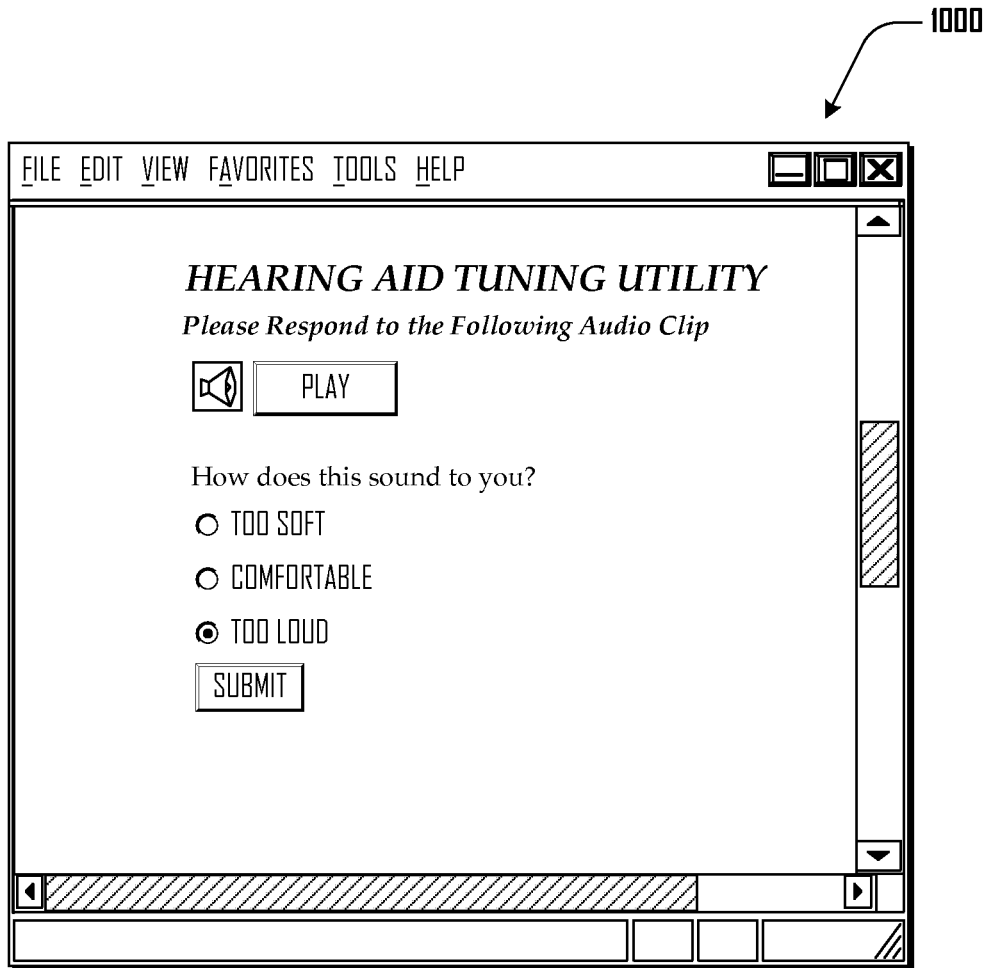 1000
FILE EDIT VIEW FAVORITES TOOLS HELP
HEARING AID TUNING UTILITY
Please Respond to the Following Audio Clip
PLAY
How does this sound to you?
TOO SOFT
COMFORTABLE
TOO LOUD
SUBMIT